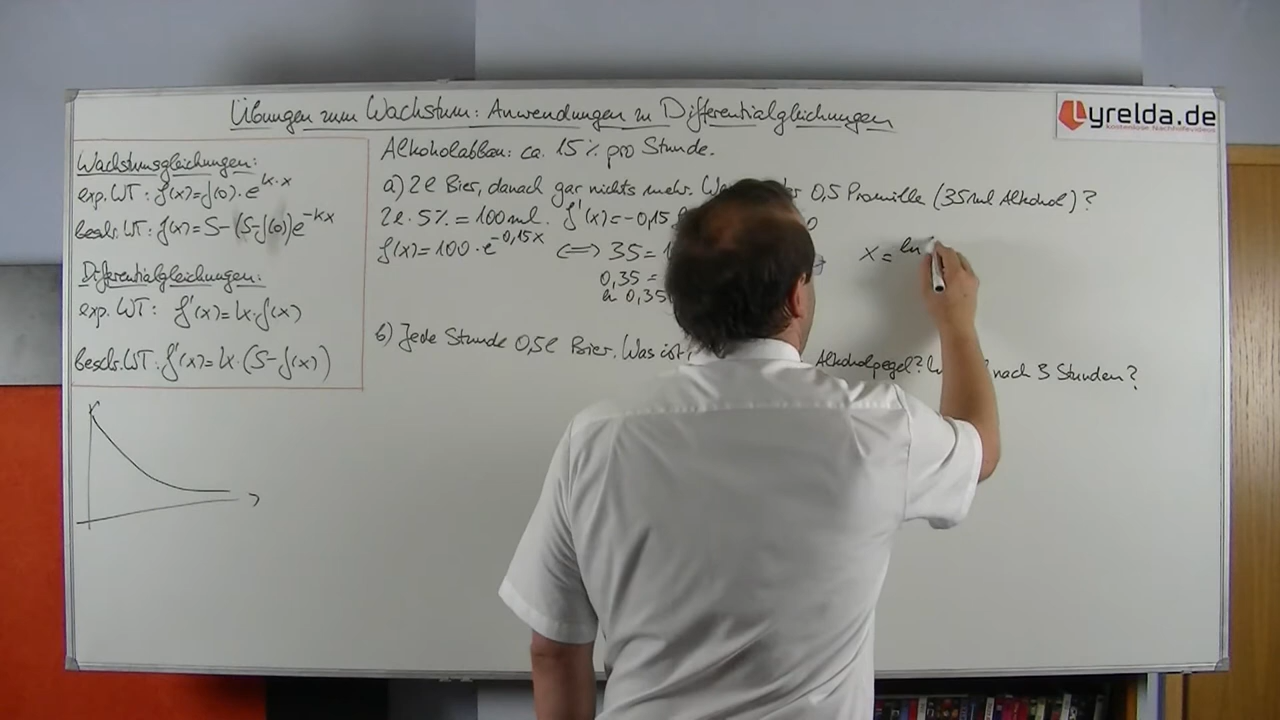 Übungen zum Wachstum: Anwendungen zu Differentialgleichungen
Lyrelda.de
kostenlose Nachhilfevideos
Wachstumsgleichungen:
exp. WT: f(x)=f(0)·e^k·x
beschr. WT: f(x)=S-(S-f(0))e^-kx
Differentialgleichungen:
exp. WT: f'(x)=k·f(x)
beschr. WT: f'(x)=k·(S-f(x))
Alkoholabbau: ca. 15% pro Stunde.
a) 2l Bier, danach gar nichts mehr. 0,5 Promille (35ml Alkohol)?
2l·5%=100ml. f'(x)=-0,15
f(x)=100·e^-0,15x ⇔ 35=
0,35=
ln 0,35
x= ln
b) Jede Stunde 0,5l Bier. Was ist Alkoholpegel? nach 3 Stunden?